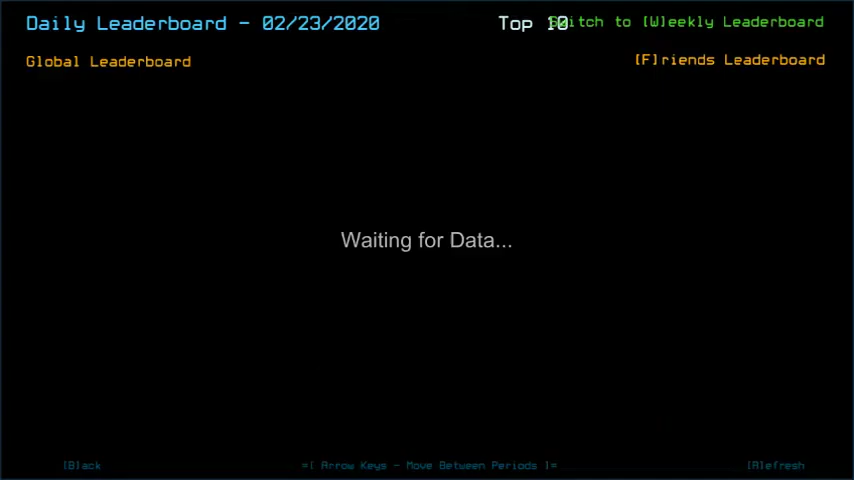 Daily Leaderboard - 02/23/2020
Top 10
Switch to [W]eekly Leaderboard
Global Leaderboard
[F]riends Leaderboard
Waiting for Data...
[B]ack
=[ Arrow Keys - Move Between Periods ]=
[R]efresh